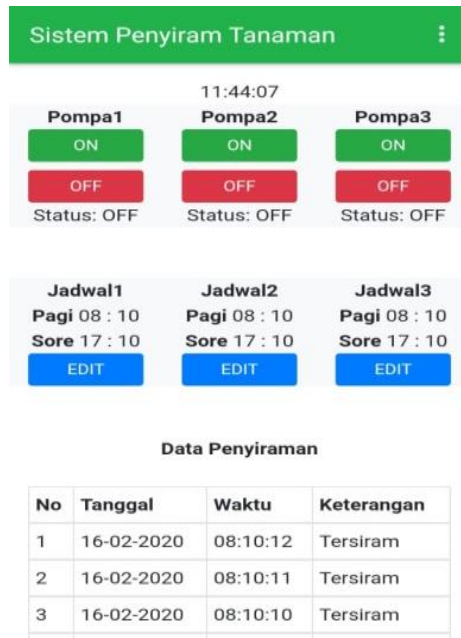 Sistem Penyiram Tanaman
11:44:07
Pompa1 Pompa2 Pompa3
ON ON ON
OFF OFF OFF
Status: OFF Status: OFF Status: OFF
Jadwal1 Jadwal2 Jadwal3
Pagi 08 : 10 Pagi 08 : 10 Pagi 08 : 10
Sore 17 : 10 Sore 17 : 10 Sore 17 : 10
EDIT EDIT EDIT
Data Penyiraman
No Tanggal Waktu Keterangan
1 16-02-2020 08:10:12 Tersiram
2 16-02-2020 08:10:11 Tersiram
3 16-02-2020 08:10:10 Tersiram